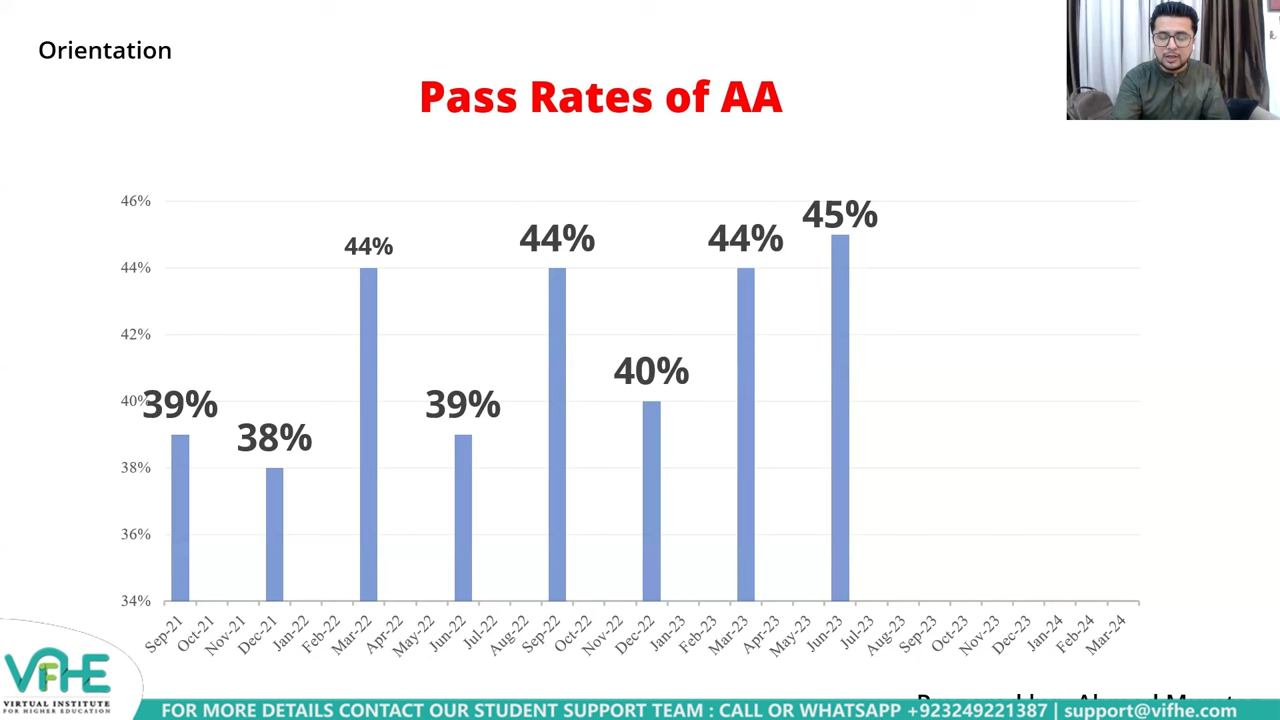 Orientation
Pass Rates of AA
46%
44%
42%
40%
38%
36%
34%
39%
38%
44%
39%
44%
40%
44%
45%
Sep-21
Oct-21
Nov-21
Dec-21
Jan-22
Feb-22
Mar-22
Apr-22
May-22
Jun-22
Jul-22
Aug-22
Sep-22
Oct-22
Nov-22
Dec-22
Jan-23
Feb-23
Mar-23
Apr-23
May-23
Jun-23
Jul-23
Aug-23
Sep-23
Oct-23
Nov-23
Dec-23
Jan-24
Feb-24
Mar-24
VIFHE
VIRTUAL INSTITUTE
FOR HIGHER EDUCATION
FOR MORE DETAILS CONTACT OUR STUDENT SUPPORT TEAM : CALL OR WHATSAPP +923249221387 | support@vifhe.com